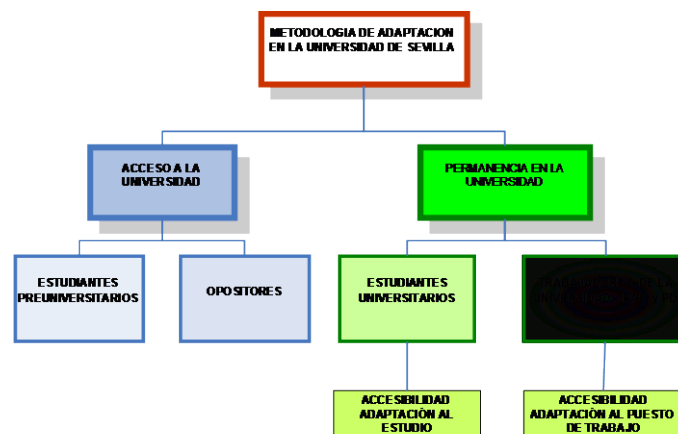 METODOLOGIA DE ADAPTACION
EN LA UNIVERSIDAD DE SEVILLA
ACCESO A LA
UNIVERSIDAD
PERMANENCIA EN LA
UNIVERSIDAD
ESTUDIANTES
PREUNIVERSITARIOS
OPOSITORES
ESTUDIANTES
UNIVERSITARIOS
ACCESIBILIDAD
ADAPTACIÓN AL
ESTUDIO
ACCESIBILIDAD
ADAPTACIÓN AL PUESTO
DE TRABAJO